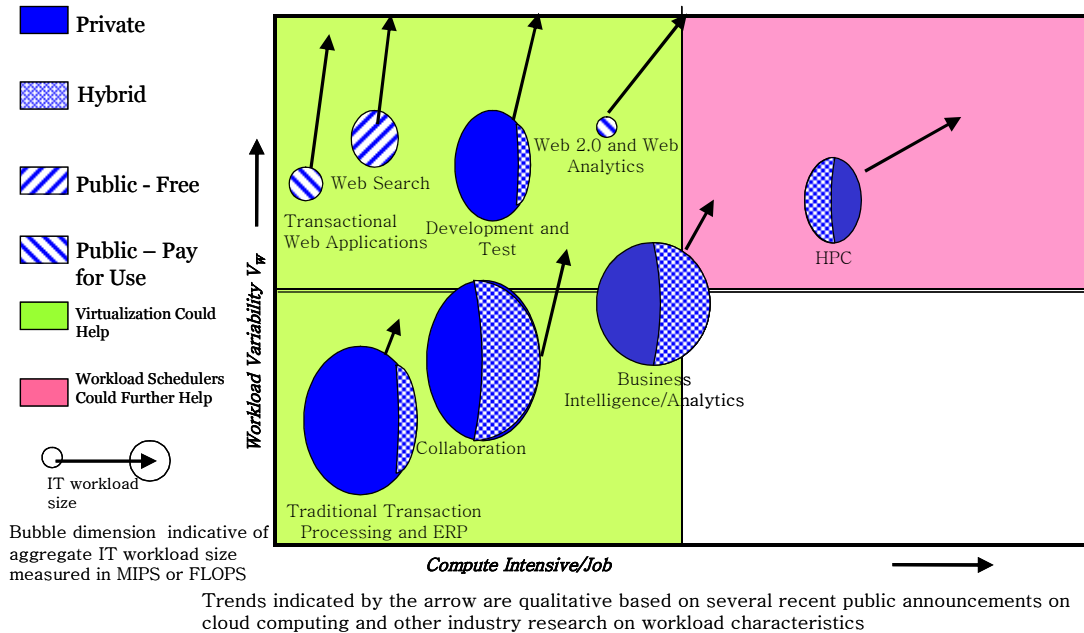 Private
Hybrid
Public - Free
Public – Pay
for Use
Virtualization Could
Help
Workload Schedulers
Could Further Help
IT workload
size
Bubble dimension indicative of
aggregate IT workload size
measured in MIPS or FLOPS
Workload Variability Vw
Web Search
Transactional
Web Applications
Development and
Test
Web 2.0 and Web
Analytics
HPC
Business
Intelligence/Analytics
Collaboration
Traditional Transaction
Processing and ERP
Compute Intensive/Job
Trends indicated by the arrow are qualitative based on several recent public announcements on
cloud computing and other industry research on workload characteristics